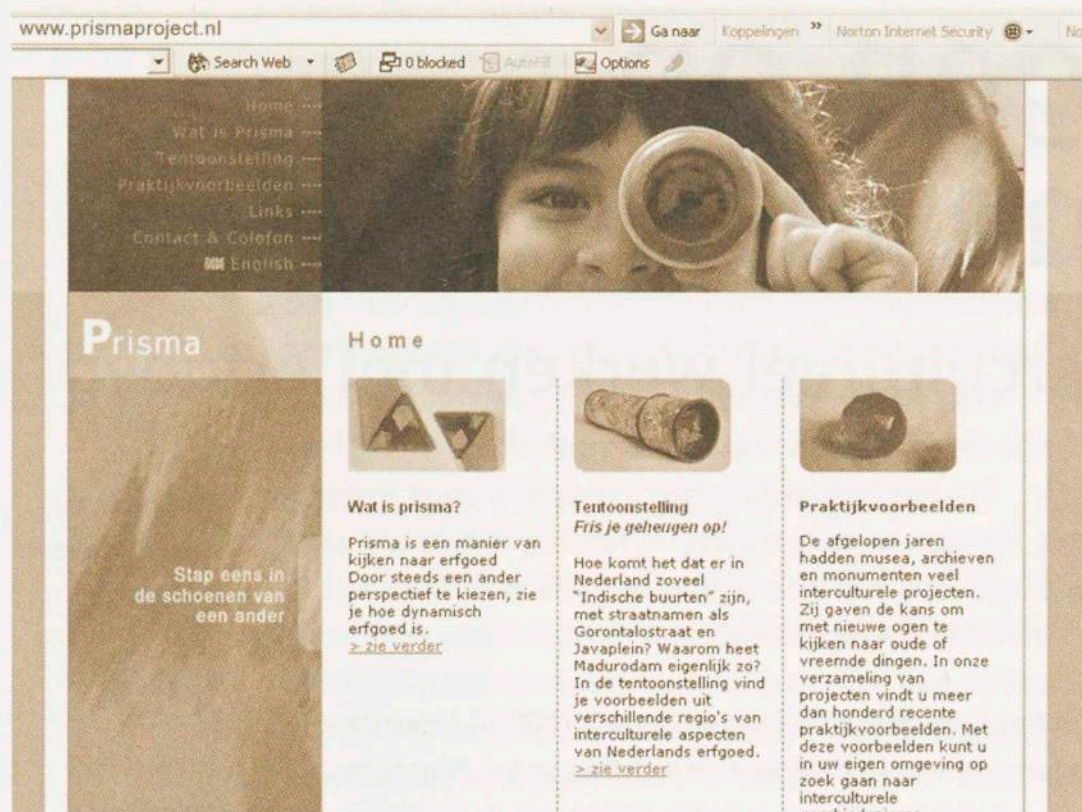 www.prismaproject.nl
Ga naar
Koppelingen »
Norton Internet Security
Search Web
0 blocked
AutoFill
Options
Home
Wat is Prisma
Tentoonstelling
Praktijkvoorbeelden
Links
Contact & Colofon
English
Prisma
Stap eens in
de schoenen van
een ander
Home
Wat is prisma?
Prisma is een manier van
kijken naar erfgoed
Door steeds een ander
perspectief te kiezen, zie
je hoe dynamisch
erfgoed is.
> zie verder
Tentoonstelling
Fris je geheugen op!
Hoe komt het dat er in
Nederland zoveel
"Indische buurten" zijn,
met straatnamen als
Gorontalostraat en
Javaplein? Waarom heet
Madurodam eigenlijk zo?
In de tentoonstelling vind
je voorbeelden uit
verschillende regio's van
interculturele aspecten
van Nederlands erfgoed.
> zie verder
Praktijkvoorbeelden
De afgelopen jaren
hadden musea, archieven
en monumenten veel
interculturele projecten.
Zij gaven de kans om
met nieuwe ogen te
kijken naar oude of
vreemde dingen. In onze
verzameling van
projecten vindt u meer
dan honderd recente
praktijkvoorbeelden. Met
deze voorbeelden kunt u
in uw eigen omgeving op
zoek gaan naar
interculturele